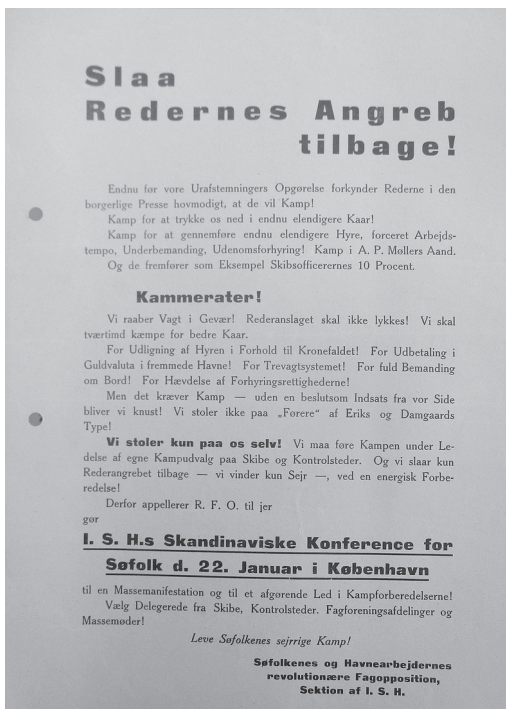 Slaa
Redernes Angreb
tilbage!
Endnu før vore Urafstemningers Opgørelse forkynder Rederne i den
borgerlige Presse hovmodigt, at de vil Kamp!
Kamp for at trykke os ned i endnu elendigere Kaar!
Kamp for at gennemføre endnu elendigere Hyre, forceret Arbejds-
tempo, Underbemanding, Udenomsforhyring! Kamp i A. P. Møllers Aand.
Og de fremfører som Eksempel Skibsofficerernes 10 Procent.
Kammerater!
Vi raaber Vagt i Gevær! Rederanslaget skal ikke lykkes! Vi skal
tværtimd kæmpe for bedre Kaar.
For Udligning af Hyren i Forhold til Kronefaldet! For Udbetaling i
Guldvaluta i fremmede Havne! For Trevagtsystemet! For fuld Bemanding
om Bord! For Hævdelse af Forhyringsrettighederne!
Men det kræver Kamp — uden en beslutsom Indsats fra vor Side
bliver vi knust! Vi stoler ikke paa „Førere" af Eriks og Damgaards
Type!
Vi stoler kun paa os selv! Vi maa føre Kampen under Le-
delse af egne Kampudvalg paa Skibe og Kontrolsteder. Og vi slaar kun
Rederangrebet tilbage — vi vinder kun Sejr —, ved en energisk Forbe-
redelse!
Derfor appellerer R. F. O. til jer
gør
I. S. H.s Skandinaviske Konference for
Søfolk d. 22. Januar i København
til en Massemanifestation og til et afgørende Led i Kampforberedelserne!
Vælg Delegerede fra Skibe, Kontrolsteder. Fagforeningsafdelinger og
Massemøder!
Leve Søfolkenes sejrrige Kamp!
Søfolkenes og Havnearbejdernes
revolutionære Fagopposition,
Sektion af I. S. H.